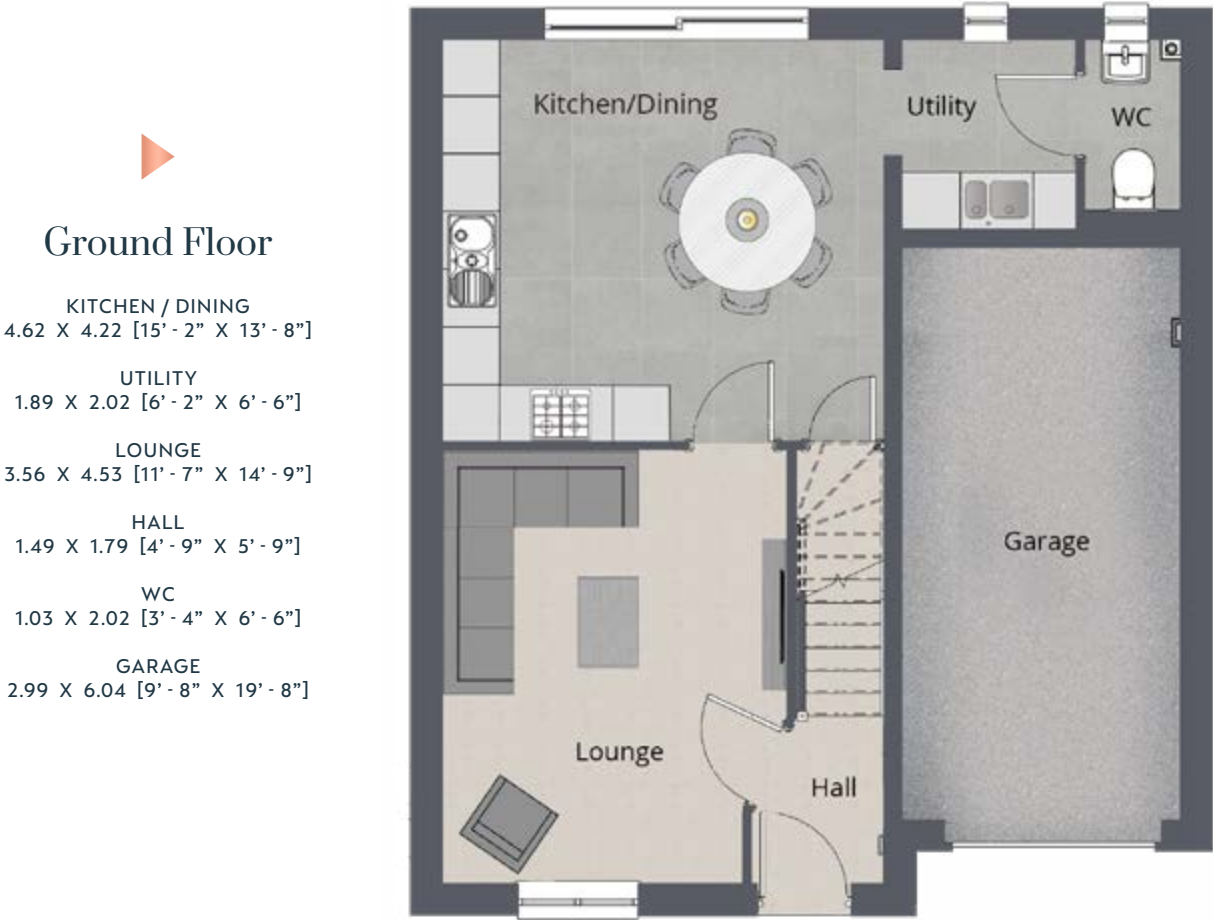 Ground Floor
KITCHEN / DINING
4.62 X 4.22 [15’ - 2” X 13’ - 8”]
UTILITY
1.89 X 2.02 [6’ - 2” X 6’ - 6”]
LOUNGE
3.56 X 4.53 [11’ - 7” X 14’ - 9”]
HALL
1.49 X 1.79 [4’ - 9” X 5’ - 9”]
WC
1.03 X 2.02 [3’ - 4” X 6’ - 6”]
GARAGE
2.99 X 6.04 [9’ - 8” X 19’ - 8”]
Kitchen/Dining
Utility
WC
Garage
Lounge
Hall